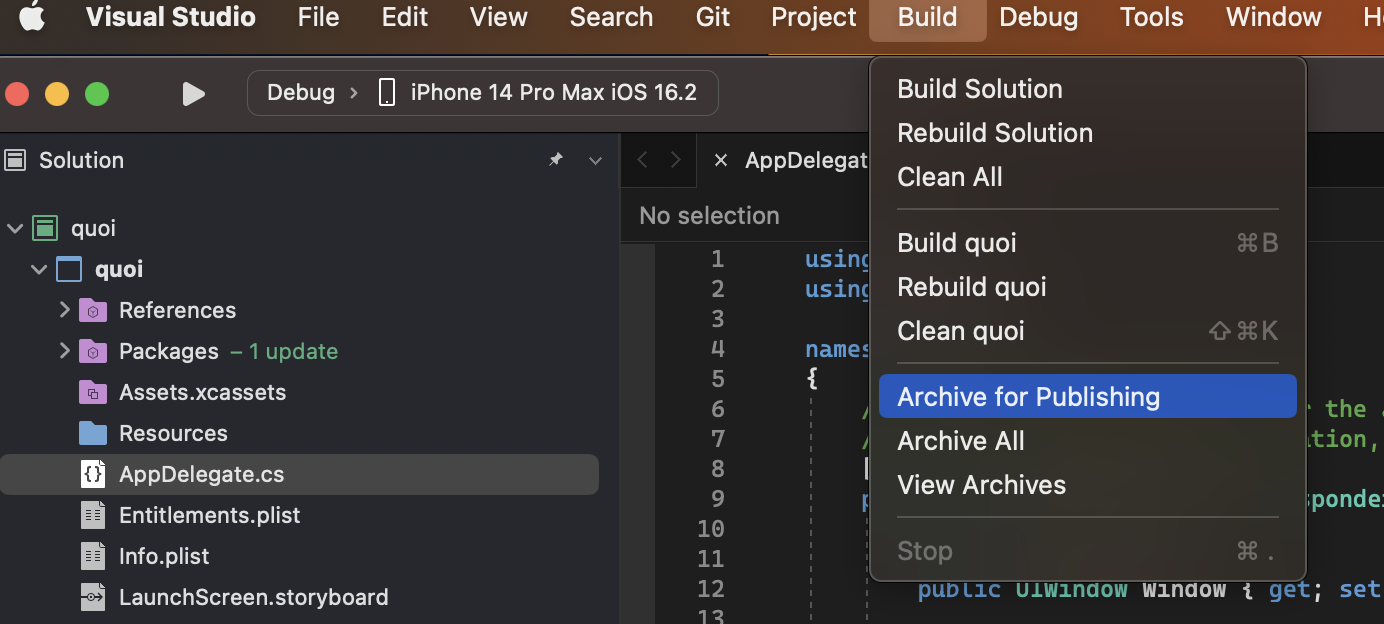 Visual Studio File Edit View Search Git Project Build Debug Tools Window
Debug › iPhone 14 Pro Max iOS 16.2
Solution
quoi
quoi
References
Packages – 1 update
Assets.xcassets
Resources
AppDelegate.cs
Entitlements.plist
Info.plist
LaunchScreen.storyboard
× AppDelegat
No selection
1 using
2 using
3
4 names
5 {
6 / the
7 / tion,
8 [
9 p sponde
10
11
12 public UIWindow Window { get; set
13
Build Solution
Rebuild Solution
Clean All
Build quoi ⌘B
Rebuild quoi
Clean quoi ⇧⌘K
Archive for Publishing
Archive All
View Archives
Stop ⌘.